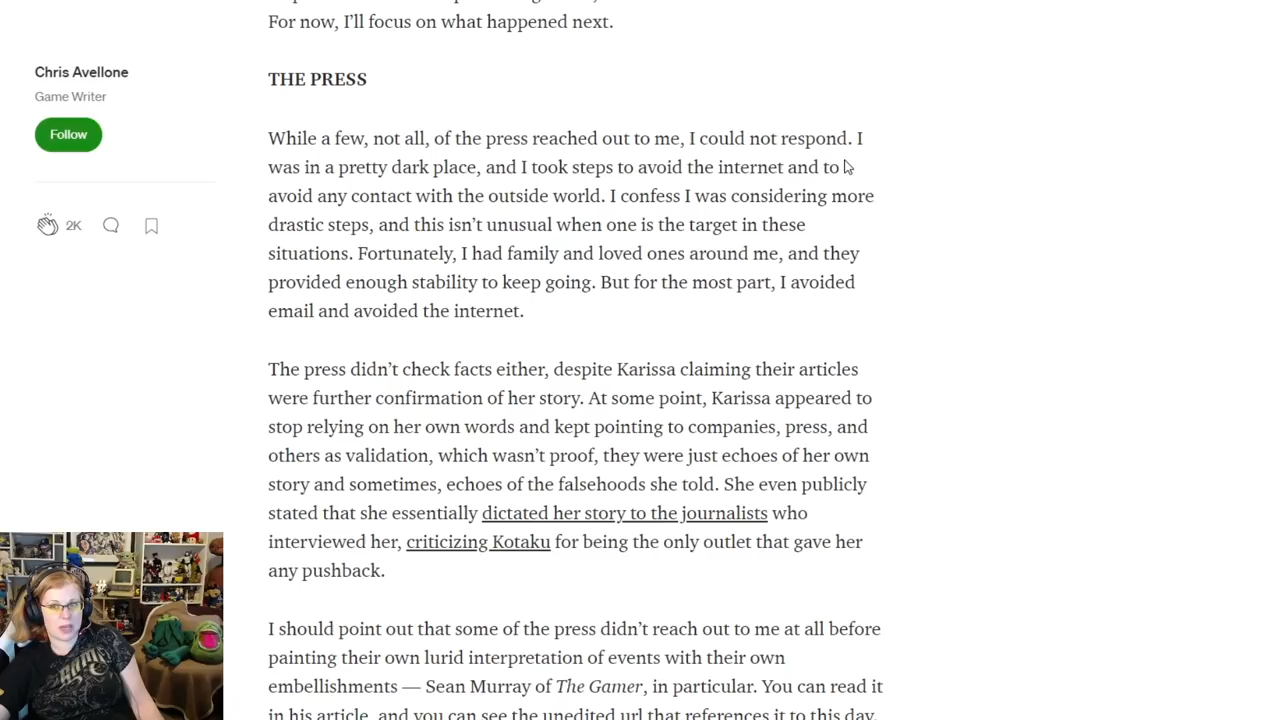 For now, I'll focus on what happened next.
Chris Avellone
Game Writer
Follow
2K
THE PRESS
While a few, not all, of the press reached out to me, I could not respond. I
was in a pretty dark place, and I took steps to avoid the internet and to
avoid any contact with the outside world. I confess I was considering more
drastic steps, and this isn't unusual when one is the target in these
situations. Fortunately, I had family and loved ones around me, and they
provided enough stability to keep going. But for the most part, I avoided
email and avoided the internet.
The press didn't check facts either, despite Karissa claiming their articles
were further confirmation of her story. At some point, Karissa appeared to
stop relying on her own words and kept pointing to companies, press, and
others as validation, which wasn't proof, they were just echoes of her own
story and sometimes, echoes of the falsehoods she told. She even publicly
stated that she essentially dictated her story to the journalists who
interviewed her, criticizing Kotaku for being the only outlet that gave her
any pushback.
I should point out that some of the press didn't reach out to me at all before
painting their own lurid interpretation of events with their own
embellishments — Sean Murray of The Gamer, in particular. You can read it
in his article, and you can see the unedited url that references it to this day.